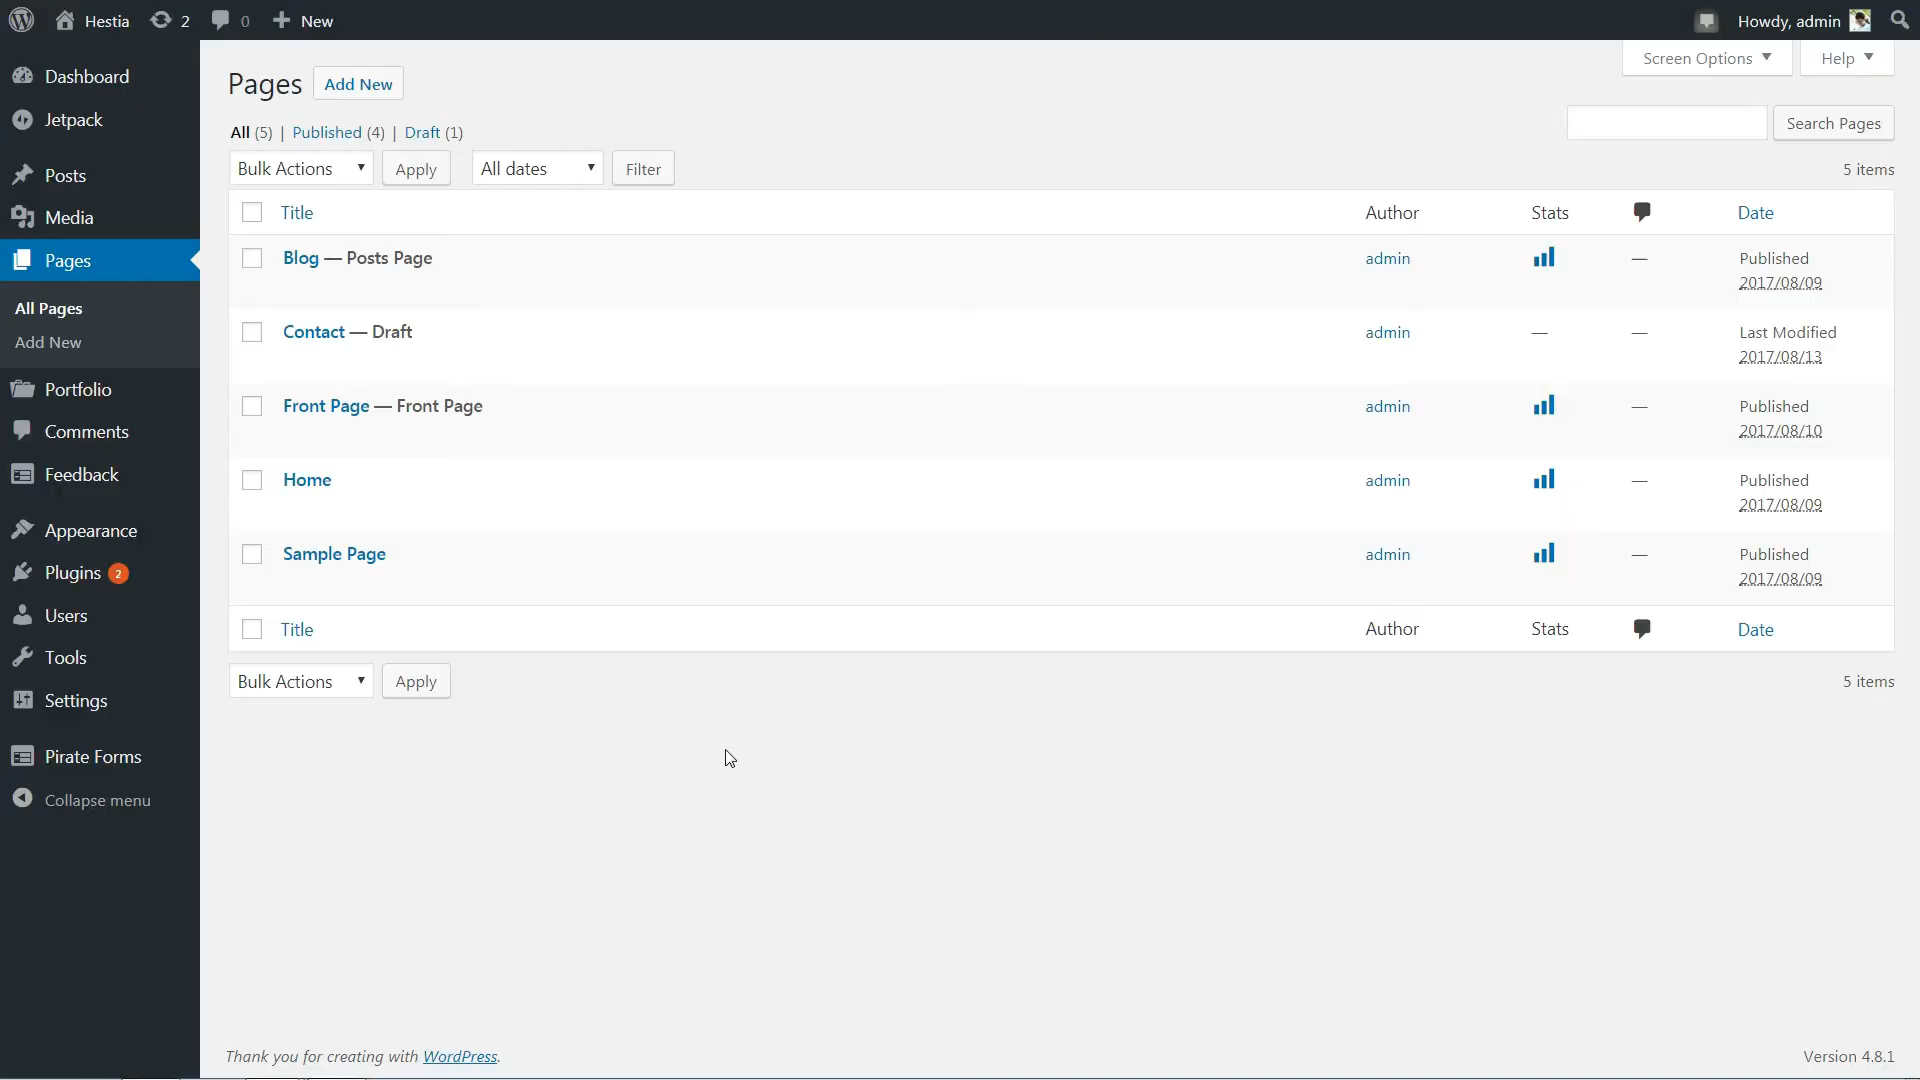 Hestia 2 0 New Howdy, admin
Dashboard
Jetpack
Posts
Media
Pages
All Pages
Add New
Portfolio
Comments
Feedback
Appearance
Plugins 2
Users
Tools
Settings
Pirate Forms
Collapse menu
Screen Options Help
Pages Add New
All (5) | Published (4) | Draft (1)
Search Pages
Bulk Actions Apply All dates Filter 5 items
Title Author Stats Date
Blog — Posts Page admin — Published
2017/08/09
Contact — Draft admin — — Last Modified
2017/08/13
Front Page — Front Page admin — Published
2017/08/10
Home admin — Published
2017/08/09
Sample Page admin — Published
2017/08/09
Title Author Stats Date
Bulk Actions Apply 5 items
Thank you for creating with WordPress. Version 4.8.1